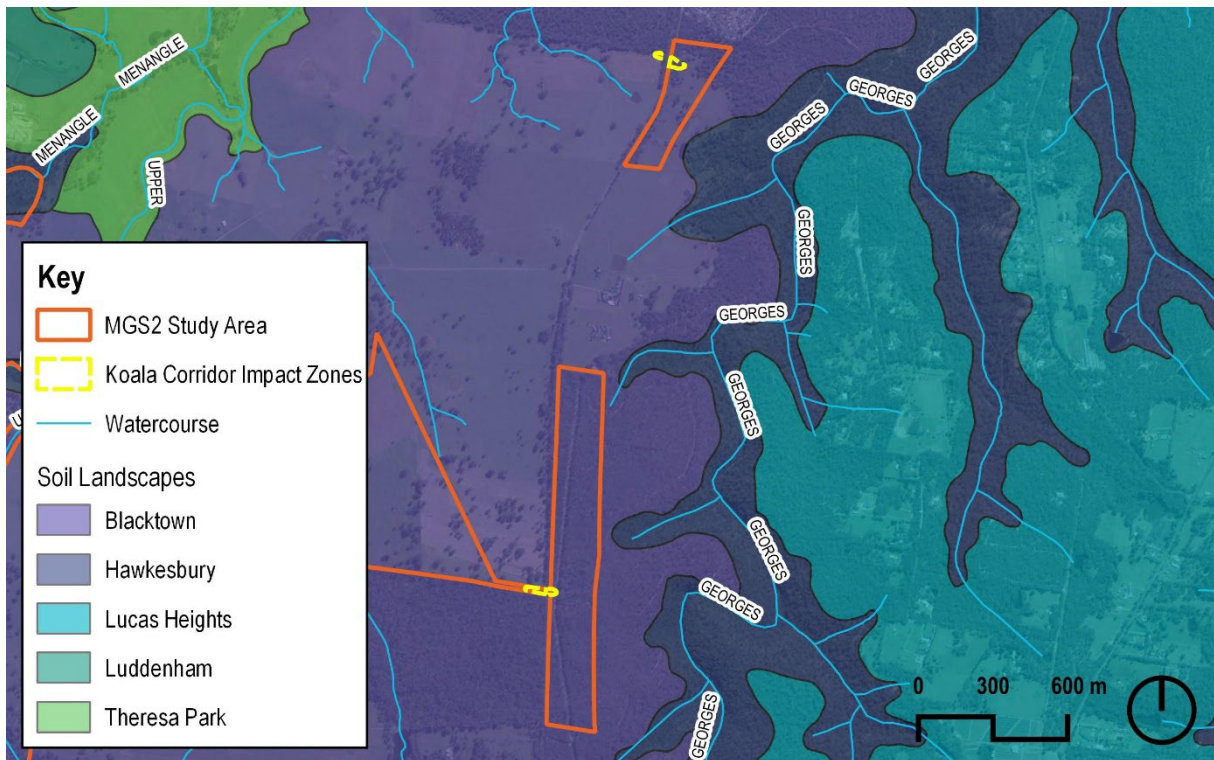 MENANGLE
MENANGLE
UPPER
GEORGES
GEORGES
GEORGES
GEORGES
GEORGES
GEORGES
GEORGES
GEORGES
GEORGES
Key
MGS2 Study Area
Koala Corridor Impact Zones
Watercourse
Soil Landscapes
Blacktown
Hawkesbury
Lucas Heights
Luddenham
Theresa Park
0 300 600 m